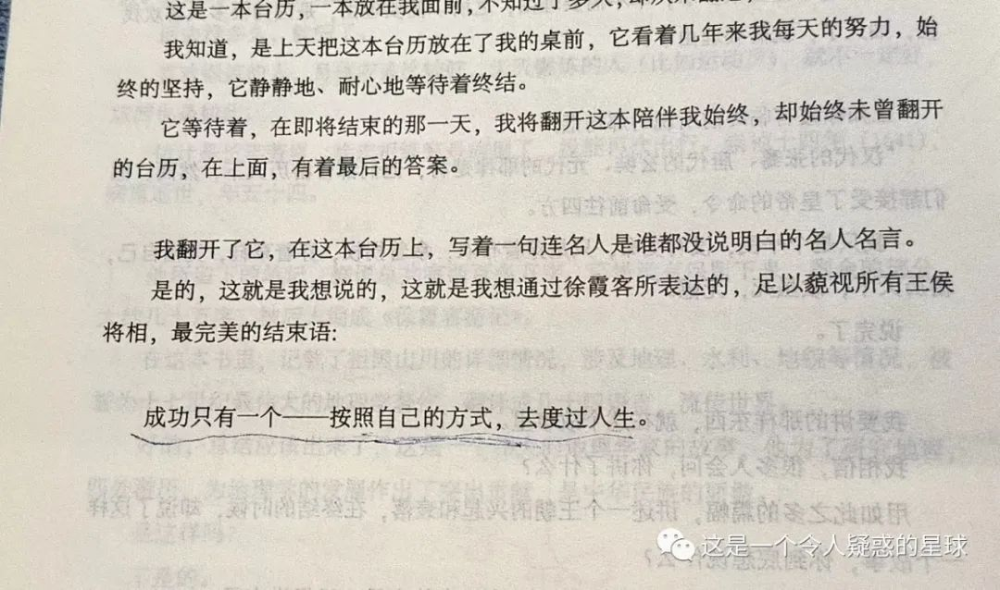 这是一本台历，一本放在我面前，不知过了多久，却从未翻
我知道，是上天把这本台历放在了我的桌前，它看着几年来我每天的努力，始
终的坚持，它静静地、耐心地等待着终结。
它等待着，在即将结束的那一天，我将翻开这本陪伴我始终，却始终未曾翻开
的台历，在上面，有着最后的答案。
我翻开了它，在这本台历上，写着一句连名人是谁都没说明白的名人名言。
是的，这就是我想说的，这就是我想通过徐霞客所表达的，足以藐视所有王侯
将相，最完美的结束语：
成功只有一个——按照自己的方式，去度过人生。
这是一个令人疑惑的星球